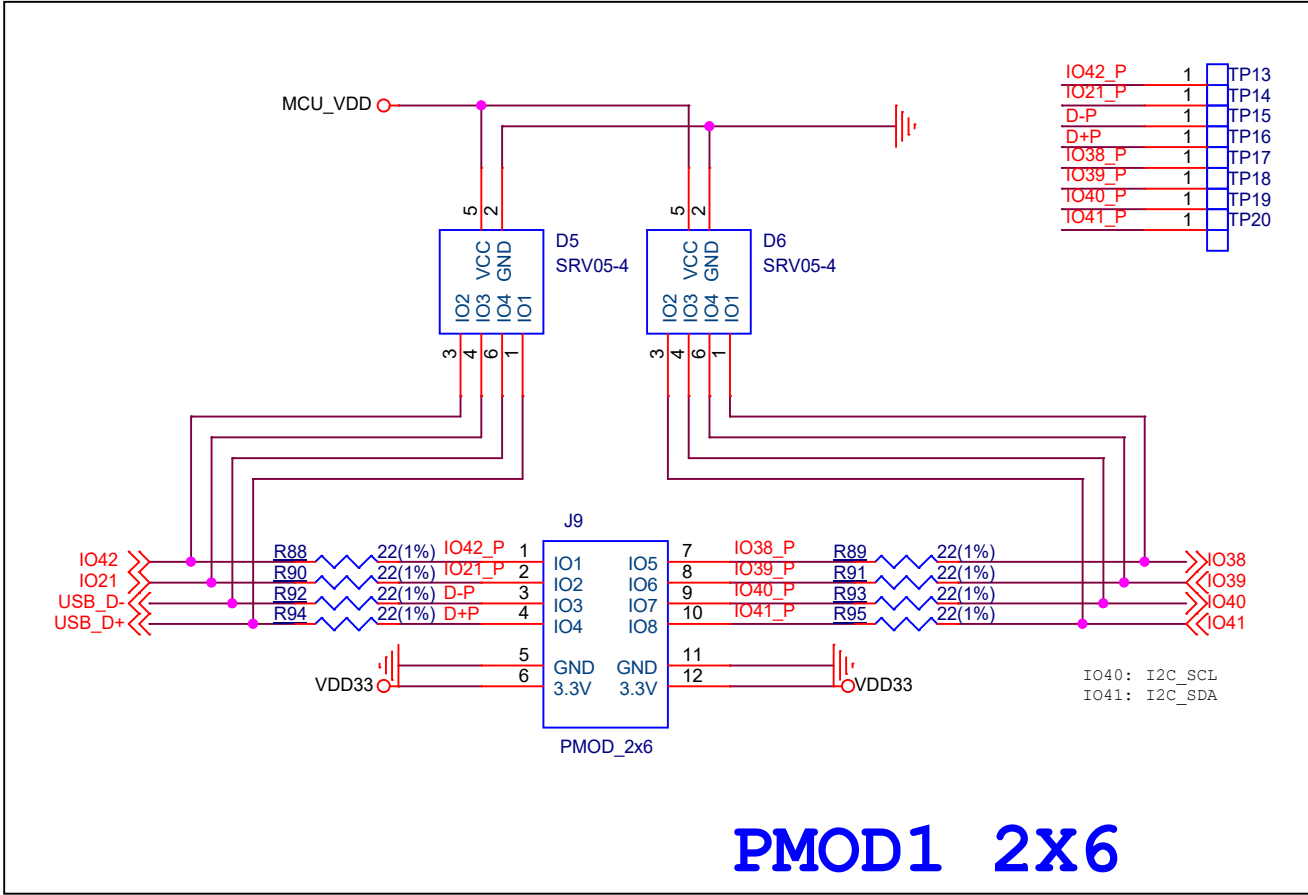 MCU_VDD
IO42_P 1 TP13
IO21_P 1 TP14
D-P 1 TP15
D+P 1 TP16
IO38_P 1 TP17
IO39_P 1 TP18
IO40_P 1 TP19
IO41_P 1 TP20
5 2
5 2
D5
SRV05-4
D6
SRV05-4
VCC GND
IO2 IO3 IO4 IO1
VCC GND
IO2 IO3 IO4 IO1
3 4 6 1
3 4 6 1
J9
IO42 R88 22(1%) IO42_P 1 IO1 IO5 7 IO38_P R89 22(1%) IO38
IO21 R90 22(1%) IO21_P 2 IO2 IO6 8 IO39_P R91 22(1%) IO39
USB_D- R92 22(1%) D-P 3 IO3 IO7 9 IO40_P R93 22(1%) IO40
USB_D+ R94 22(1%) D+P 4 IO4 IO8 10 IO41_P R95 22(1%) IO41
5 GND GND 11
VDD33 6 3.3V 3.3V 12 VDD33
IO40: I2C_SCL
IO41: I2C_SDA
PMOD_2x6
PMOD1 2X6